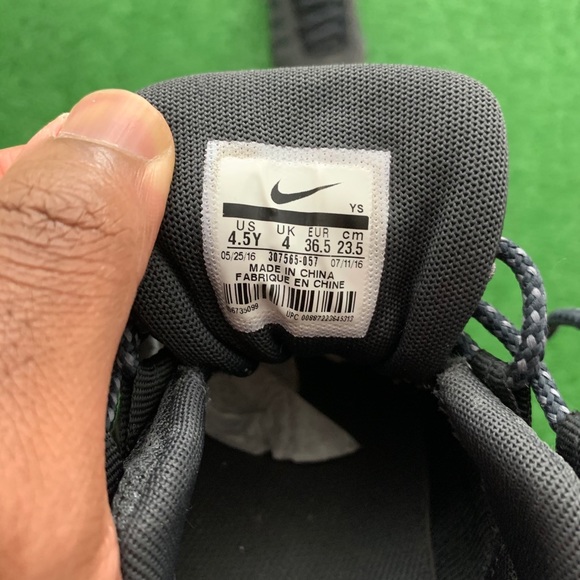 YS
US UK EUR cm
4.5Y 4 36.5 23.5
05/25/16 307565-057 07/11/16
MADE IN CHINA
FABRIQUE EN CHINE
UPC